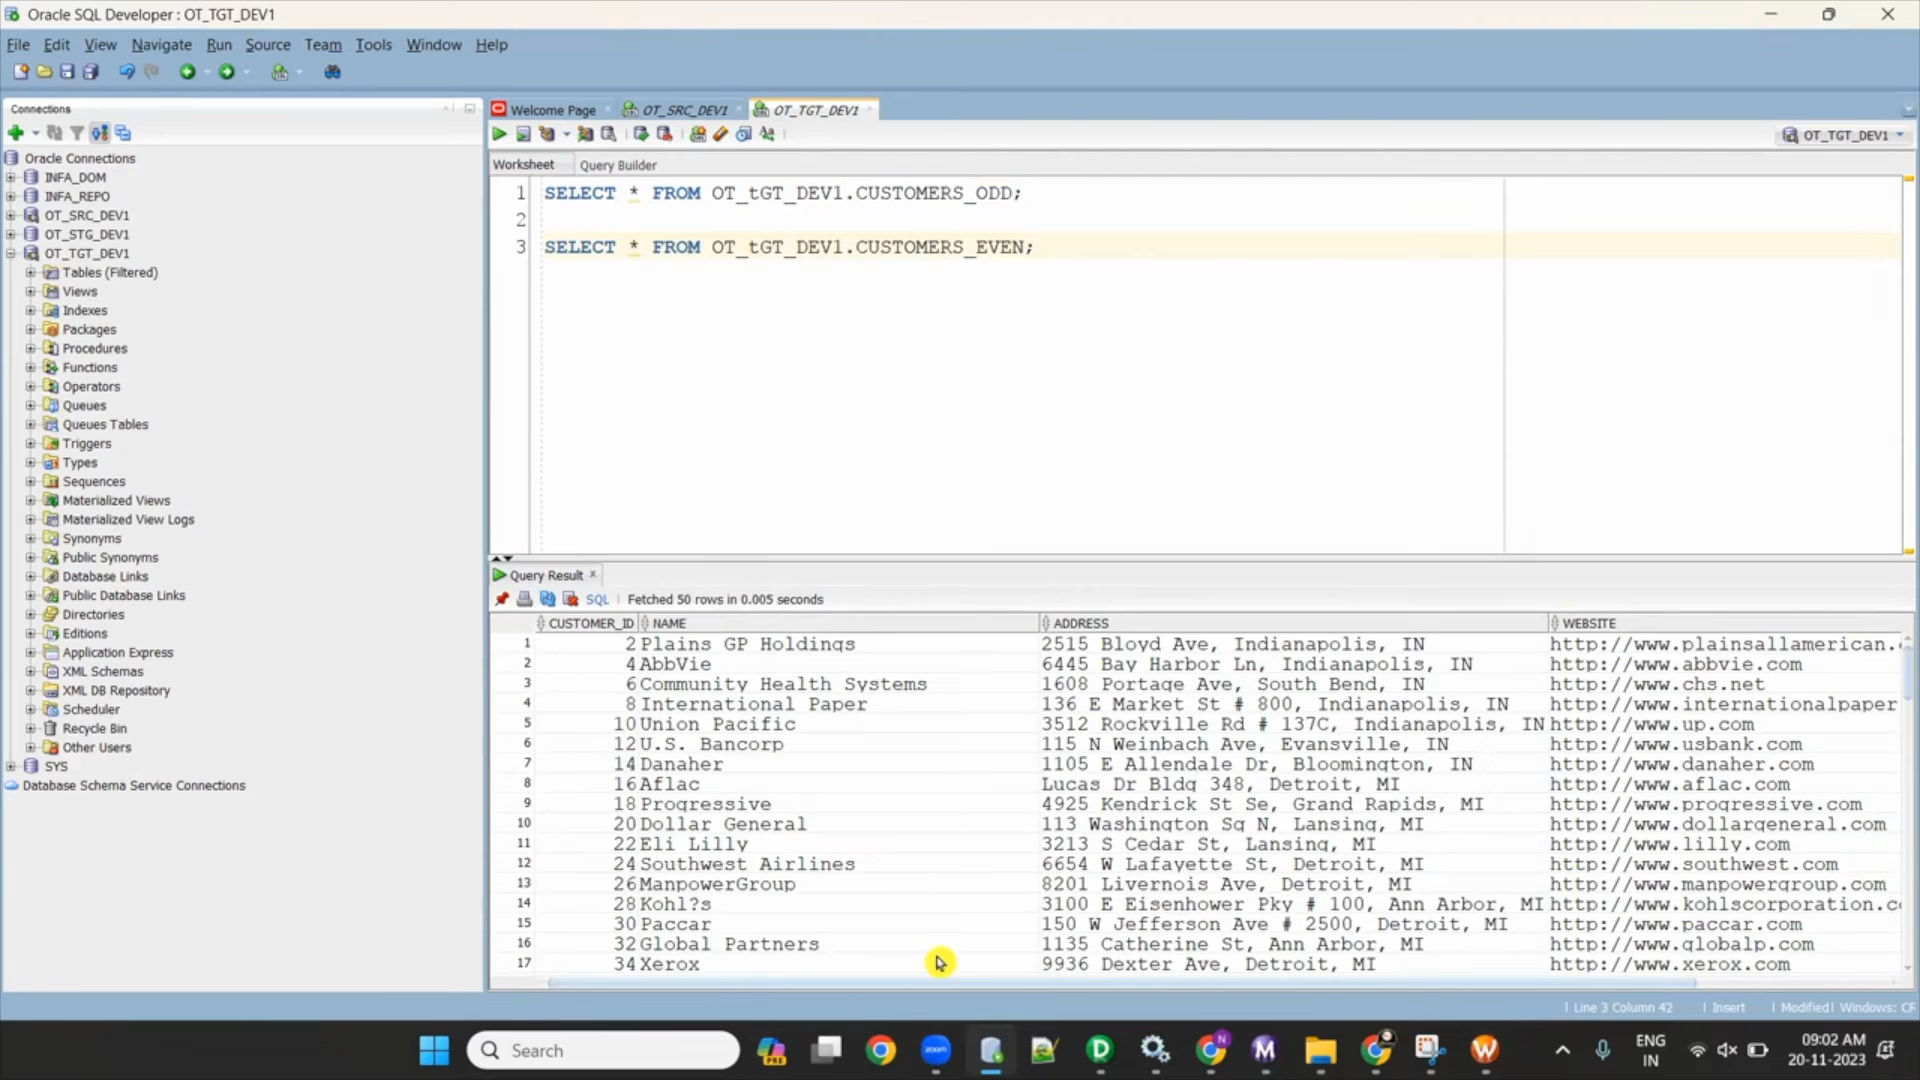 Oracle SQL Developer : OT_TGT_DEV1
File Edit View Navigate Run Source Team Tools Window Help
Connections
Oracle Connections
INFA_DOM
INFA_REPO
OT_SRC_DEV1
OT_STG_DEV1
OT_TGT_DEV1
Tables (Filtered)
Views
Indexes
Packages
Procedures
Functions
Operators
Queues
Queues Tables
Triggers
Types
Sequences
Materialized Views
Materialized View Logs
Synonyms
Public Synonyms
Database Links
Public Database Links
Directories
Editions
Application Express
XML Schemas
XML DB Repository
Scheduler
Recycle Bin
Other Users
SYS
Database Schema Service Connections
Welcome Page OT_SRC_DEV1 OT_TGT_DEV1
OT_TGT_DEV1
Worksheet Query Builder
1 SELECT * FROM OT_tGT_DEV1.CUSTOMERS_ODD;
2
3 SELECT * FROM OT_tGT_DEV1.CUSTOMERS_EVEN;
Query Result
SQL Fetched 50 rows in 0.005 seconds
CUSTOMER_ID NAME ADDRESS WEBSITE
1 2 Plains GP Holdings 2515 Bloyd Ave, Indianapolis, IN http://www.plainsallamerican.
2 4 AbbVie 6445 Bay Harbor Ln, Indianapolis, IN http://www.abbvie.com
3 6 Community Health Systems 1608 Portage Ave, South Bend, IN http://www.chs.net
4 8 International Paper 136 E Market St # 800, Indianapolis, IN http://www.internationalpaper
5 10 Union Pacific 3512 Rockville Rd # 137C, Indianapolis, IN http://www.up.com
6 12 U.S. Bancorp 115 N Weinbach Ave, Evansville, IN http://www.usbank.com
7 14 Danaher 1105 E Allendale Dr, Bloomington, IN http://www.danaher.com
8 16 Aflac Lucas Dr Bldg 348, Detroit, MI http://www.aflac.com
9 18 Progressive 4925 Kendrick St Se, Grand Rapids, MI http://www.progressive.com
10 20 Dollar General 113 Washington Sq N, Lansing, MI http://www.dollargeneral.com
11 22 Eli Lilly 3213 S Cedar St, Lansing, MI http://www.lilly.com
12 24 Southwest Airlines 6654 W Lafayette St, Detroit, MI http://www.southwest.com
13 26 ManpowerGroup 8201 Livernois Ave, Detroit, MI http://www.manpowergroup.com
14 28 Kohl?s 3100 E Eisenhower Pky # 100, Ann Arbor, MI http://www.kohlscorporation.c
15 30 Paccar 150 W Jefferson Ave # 2500, Detroit, MI http://www.paccar.com
16 32 Global Partners 1135 Catherine St, Ann Arbor, MI http://www.globalp.com
17 34 Xerox 9936 Dexter Ave, Detroit, MI http://www.xerox.com
Line 3 Column 42 Insert Modified Windows: CF
Search
PRE
zoom
N
ENG
IN
09:02 AM
20-11-2023